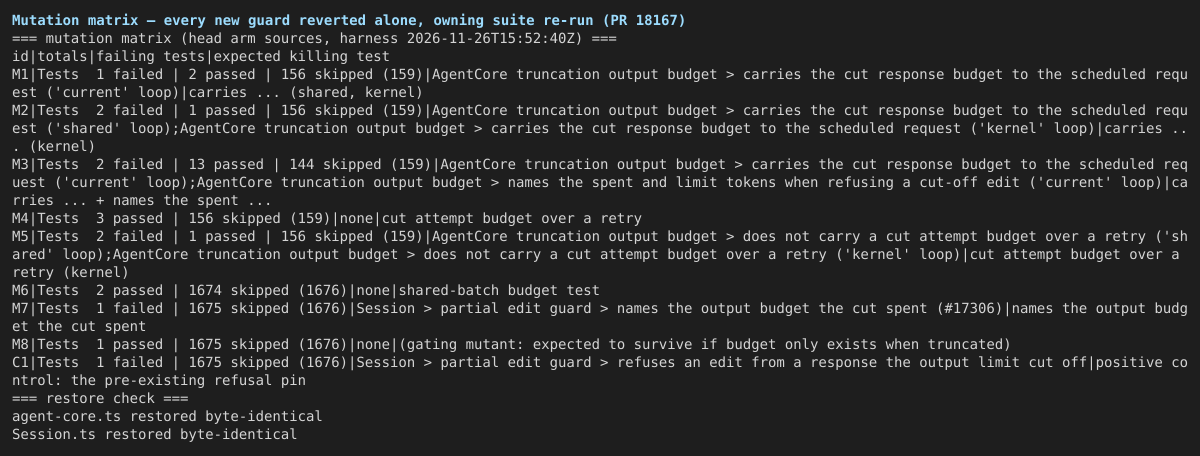 Mutation matrix — every new guard reverted alone, owning suite re-run (PR 18167)
=== mutation matrix (head arm sources, harness 2026-11-26T15:52:40Z) ===
id|totals|failing tests|expected killing test
M1|Tests  1 failed | 2 passed | 156 skipped (159)|AgentCore truncation output budget > carries the cut response budget to the scheduled requ
est ('current' loop)|carries ... (shared, kernel)
M2|Tests  2 failed | 1 passed | 156 skipped (159)|AgentCore truncation output budget > carries the cut response budget to the scheduled requ
est ('shared' loop);AgentCore truncation output budget > carries the cut response budget to the scheduled request ('kernel' loop)|carries ..
. (kernel)
M3|Tests  2 failed | 13 passed | 144 skipped (159)|AgentCore truncation output budget > carries the cut response budget to the scheduled req
uest ('current' loop);AgentCore truncation output budget > names the spent and limit tokens when refusing a cut-off edit ('current' loop)|ca
rries ... + names the spent ...
M4|Tests  3 passed | 156 skipped (159)|none|cut attempt budget over a retry
M5|Tests  2 failed | 1 passed | 156 skipped (159)|AgentCore truncation output budget > does not carry a cut attempt budget over a retry ('sh
ared' loop);AgentCore truncation output budget > does not carry a cut attempt budget over a retry ('kernel' loop)|cut attempt budget over a
retry (kernel)
M6|Tests  2 passed | 1674 skipped (1676)|none|shared-batch budget test
M7|Tests  1 failed | 1675 skipped (1676)|Session > partial edit guard > names the output budget the cut spent (#17306)|names the output budg
et the cut spent
M8|Tests  1 passed | 1675 skipped (1676)|none|(gating mutant: expected to survive if budget only exists when truncated)
C1|Tests  1 failed | 1675 skipped (1676)|Session > partial edit guard > refuses an edit from a response the output limit cut off|positive co
ntrol: the pre-existing refusal pin
=== restore check ===
agent-core.ts restored byte-identical
Session.ts restored byte-identical